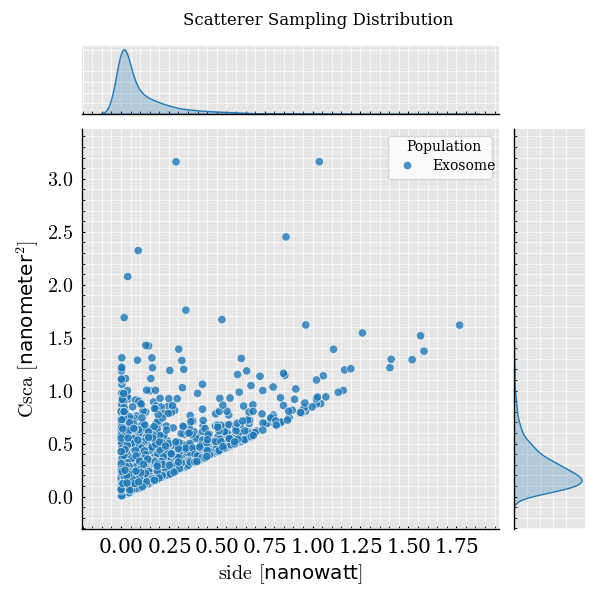 Scatterer Sampling Distribution
Population
Exosome
3.0
2.5
2.0
1.5
1.0
0.5
0.0
Csca [nanometer²]
0.00 0.25 0.50 0.75 1.00 1.25 1.50 1.75
side [nanowatt]